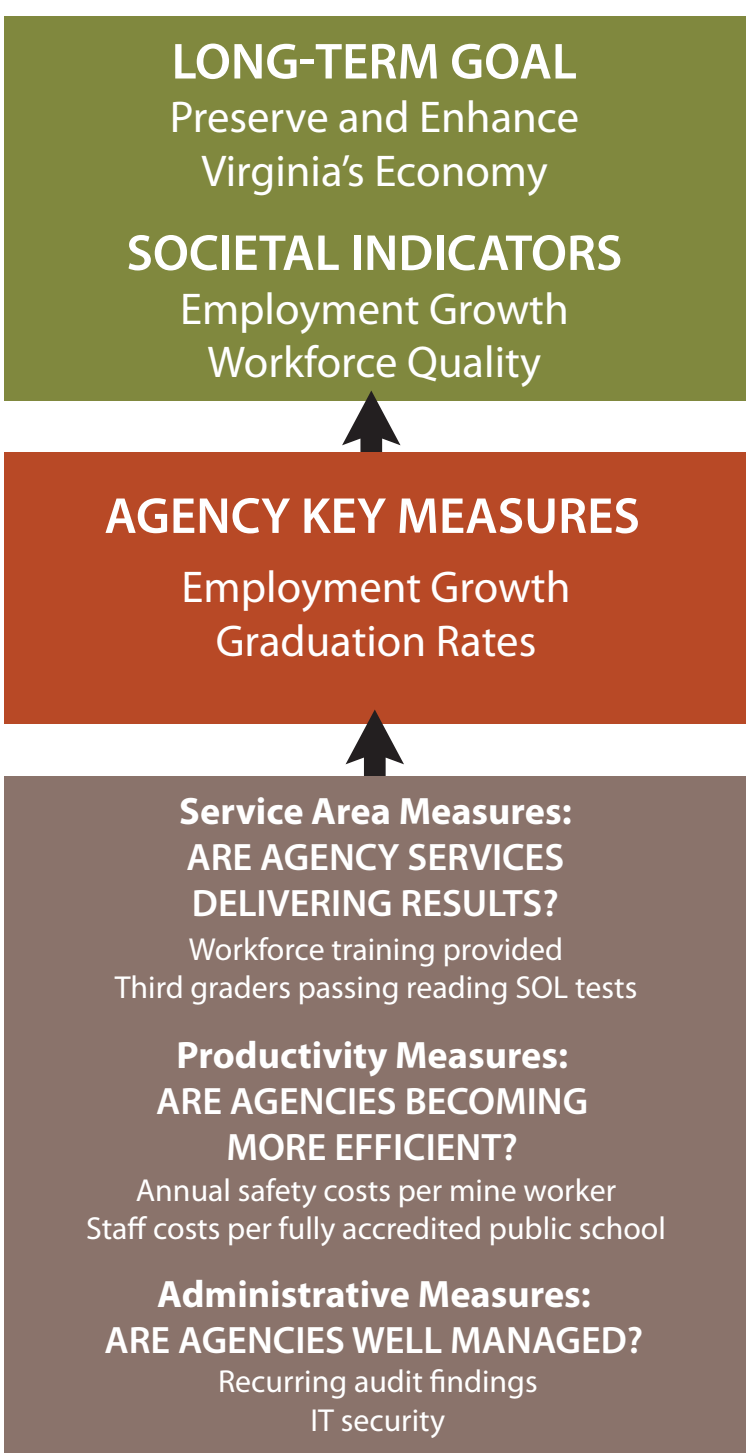 LONG-TERM GOAL
Preserve and Enhance
Virginia’s Economy
SOCIETAL INDICATORS
Employment Growth
Workforce Quality
AGENCY KEY MEASURES
Employment Growth
Graduation Rates
Service Area Measures:
ARE AGENCY SERVICES
DELIVERING RESULTS?
Workforce training provided
Third graders passing reading SOL tests
Productivity Measures:
ARE AGENCIES BECOMING
MORE EFFICIENT?
Annual safety costs per mine worker
Staff costs per fully accredited public school
Administrative Measures:
ARE AGENCIES WELL MANAGED?
Recurring audit findings
IT security